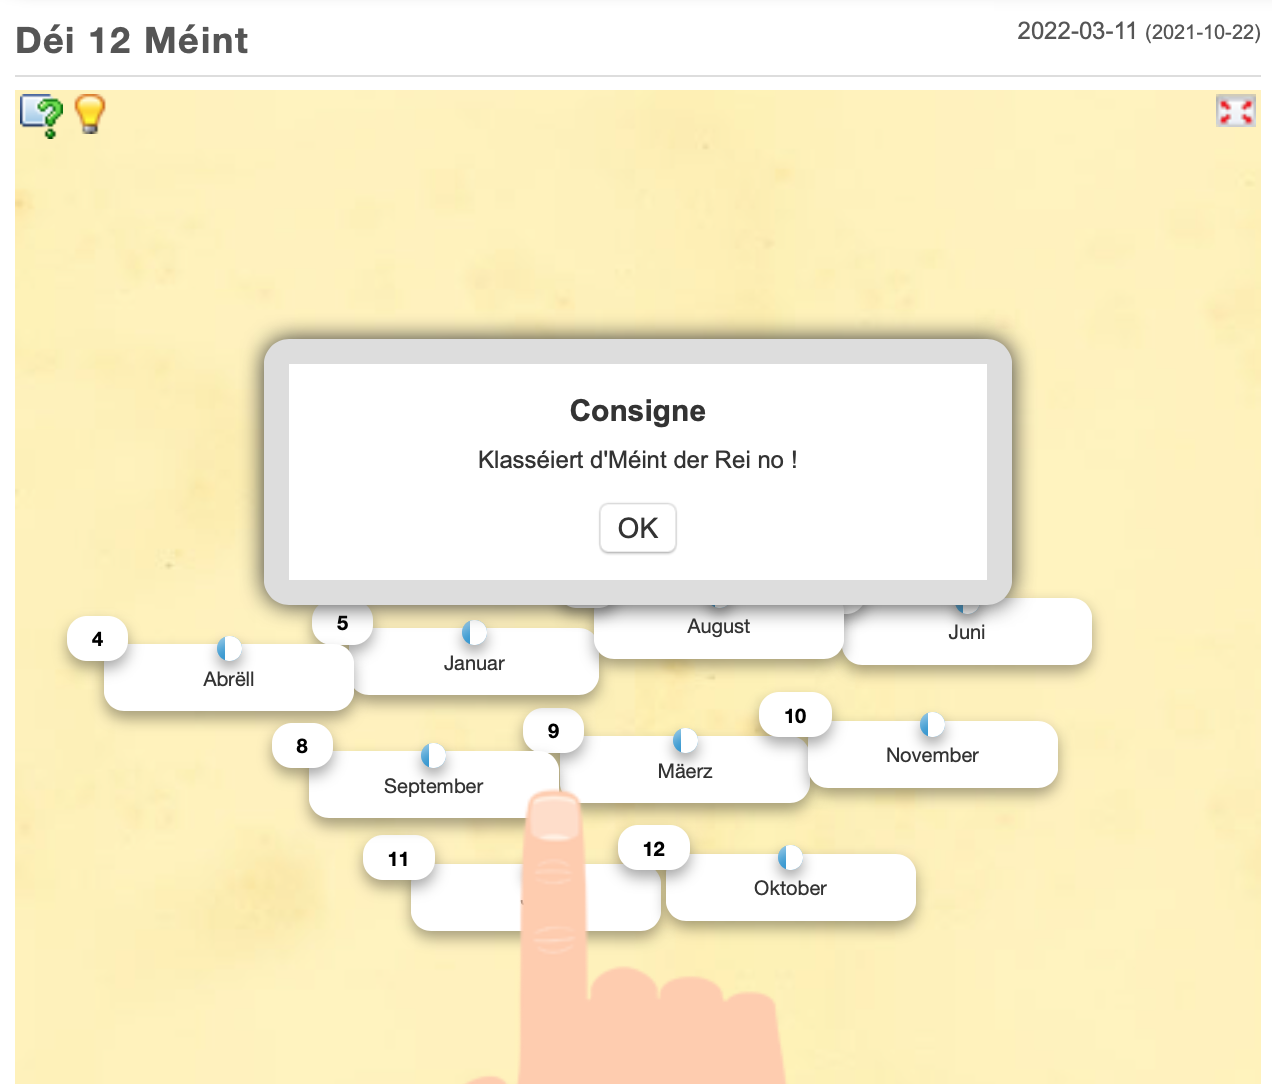 Déi 12 Méint
2022-03-11 (2021-10-22)
Consigne
Klasséiert d'Méint der Rei no !
OK
4
Abrëll
5
Januar
August
Juni
8
September
9
Mäerz
10
November
11
12
Oktober